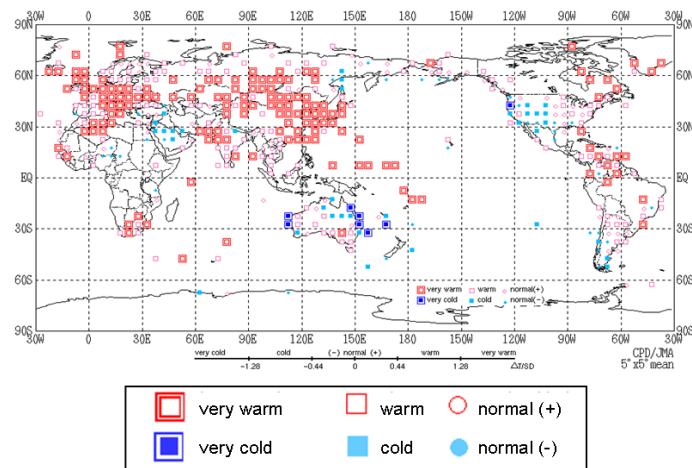 30W 0 30E 60E 90E 120E 150E 180 150W 120W 90W 60W 30W
90N 90N
60N 60N
30N 30N
EQ EQ
30S 30S
very warm warm normal(+)
60S very cold cold normal(−) 60S
90S 90S
30W 0 30E 60E 90E 120E 150E 180 150W 120W 90W 60W 30W
very cold cold (−) normal (+) warm very warm
−1.28 −0.44 0 0.44 1.28 △T/SD
CPD/JMA
5°x5°mean
very warm warm normal (+)
very cold cold normal (-)